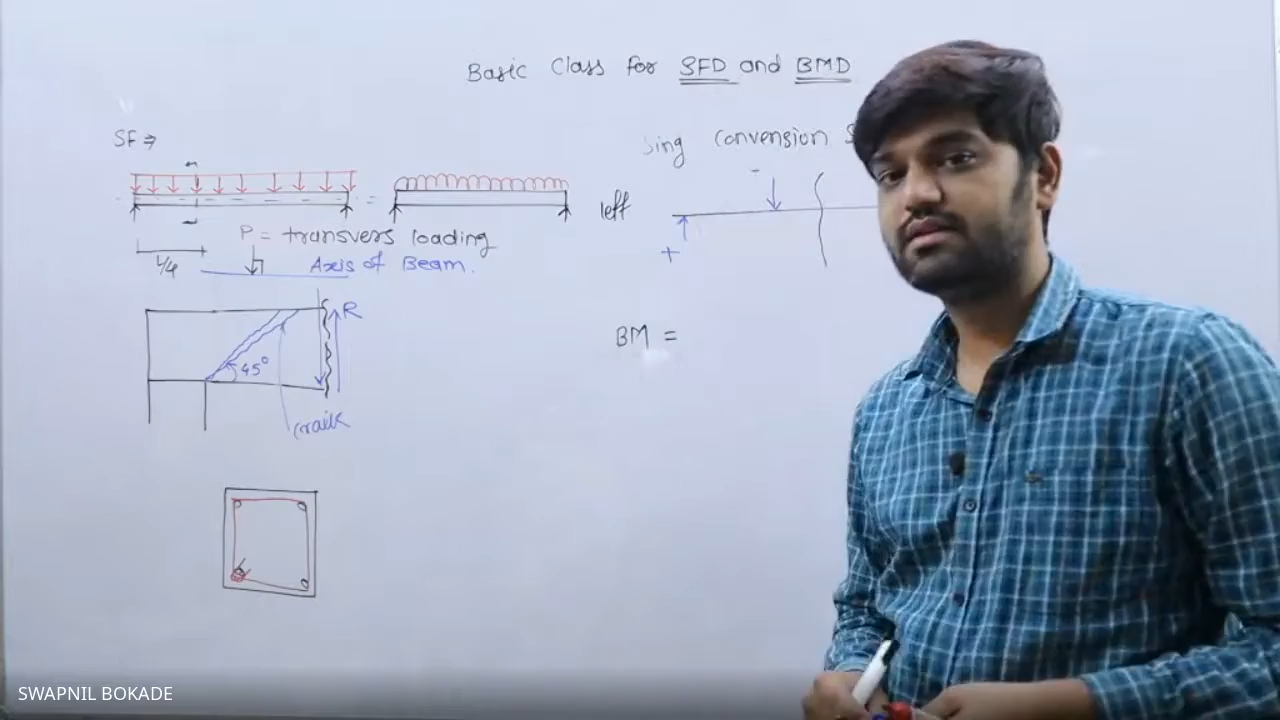 Basic Class for SFD and BMD
SF ⇒
sing Convension S
left
-
+
P = transvers loading
L/4
Axis of Beam.
R
45°
BM =
crack
SWAPNIL BOKADE